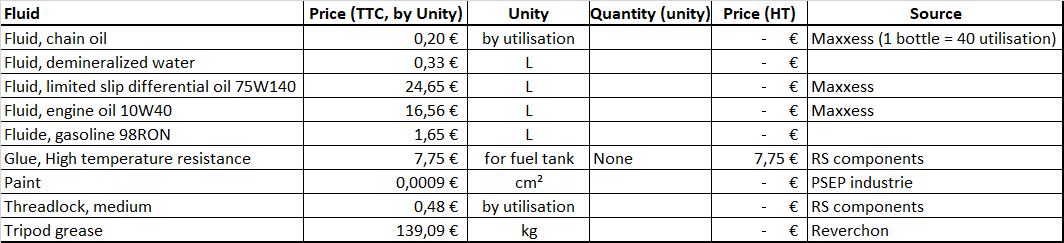 Fluid Price (TTC, by Unity) Unity Quantity (unity) Price (HT) Source
Fluid, chain oil 0,20 € by utilisation - € Maxxess (1 bottle = 40 utilisation)
Fluid, demineralized water 0,33 € L - €
Fluid, limited slip differential oil 75W140 24,65 € L - € Maxxess
Fluid, engine oil 10W40 16,56 € L - € Maxxess
Fluide, gasoline 98RON 1,65 € L - €
Glue, High temperature resistance 7,75 € for fuel tank None 7,75 € RS components
Paint 0,0009 € cm² - € PSEP industrie
Threadlock, medium 0,48 € by utilisation - € RS components
Tripod grease 139,09 € kg - € Reverchon